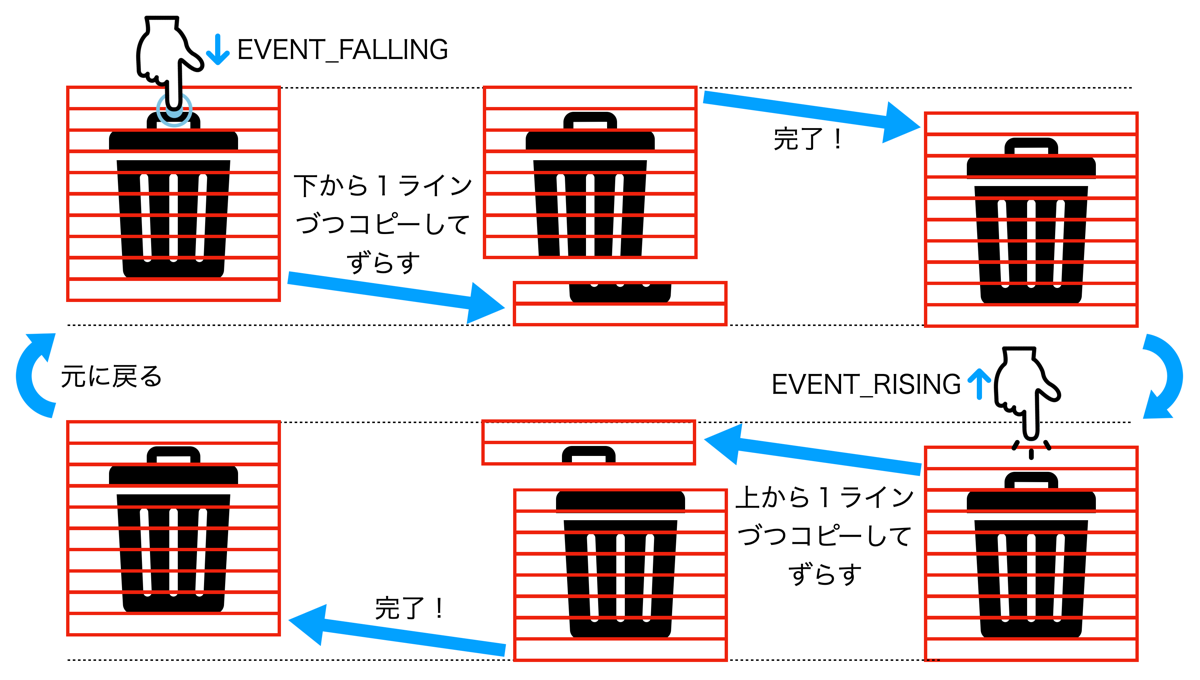 EVENT_FALLING
下から1ライン
づつコピーして
ずらす
完了！
元に戻る
EVENT_RISING
上から1ライン
づつコピーして
ずらす
完了！